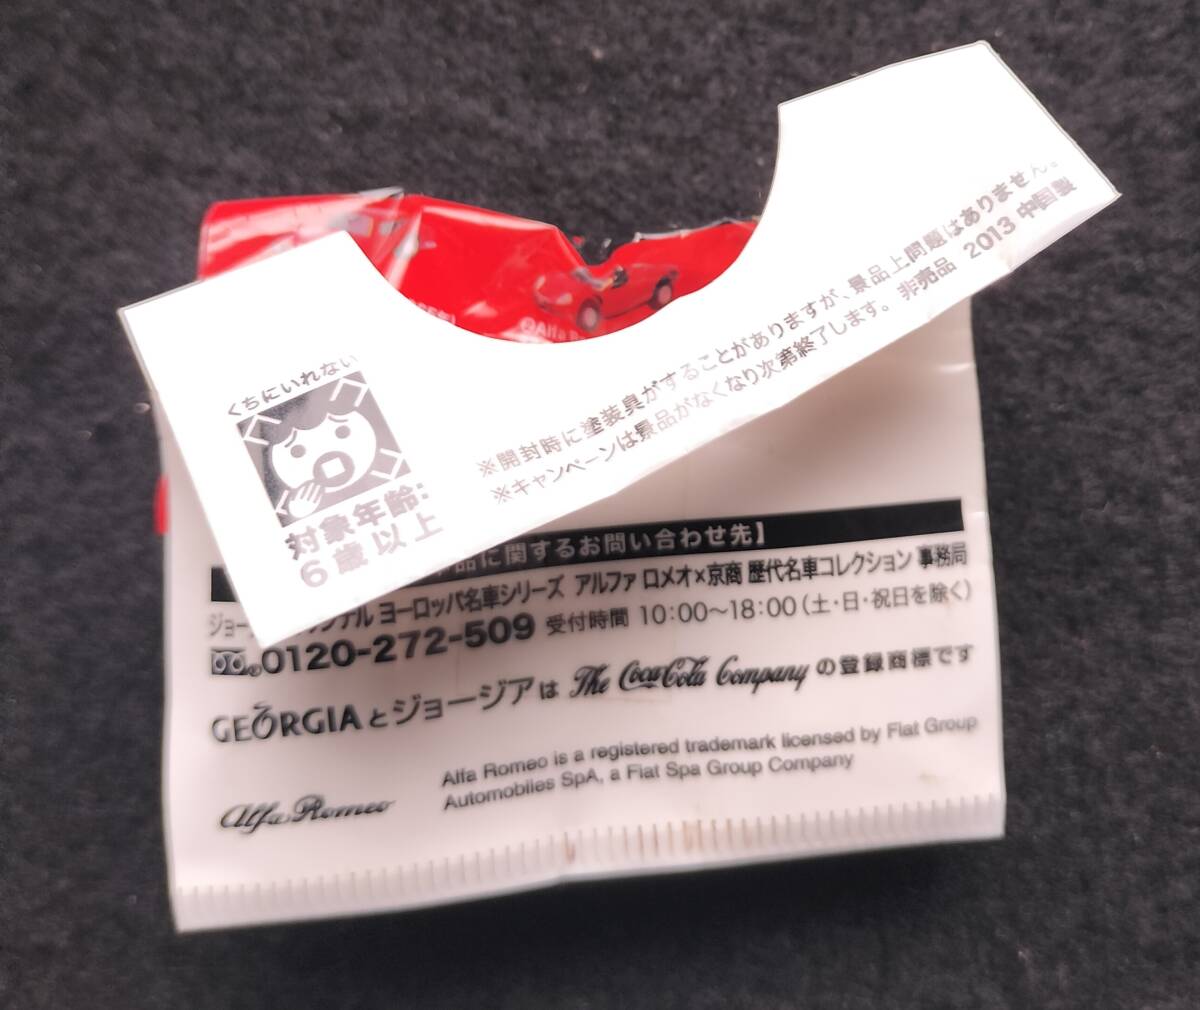 ©Alfa
くちにいれない
対象年齢:
6歳以上
※開封時に塗装臭がすることがありますが、景品上問題はありません。
※キャンペーンは景品がなくなり次第終了します。 非売品 2013 中国製
品に関するお問い合わせ先】
ジョー ナル ヨーロッパ名車シリーズ アルファ ロメオ×京商 歴代名車コレクション 事務局
0120-272-509 受付時間 10:00~18:00(土・日・祝日を除く)
GEORGIAとジョージアは The Coca-Cola Company の登録商標です
Alfa Romeo is a registered trademark licensed by Fiat Group
Automobiles SpA, a Fiat Spa Group Company
Alfa Romeo